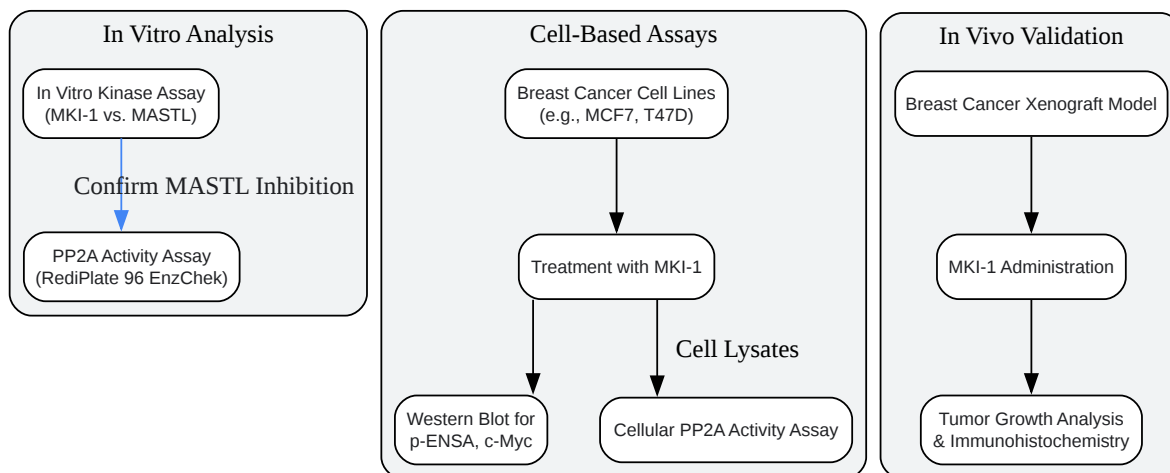 In Vitro Analysis
In Vitro Kinase Assay
(MKI-1 vs. MASTL)
Confirm MASTL Inhibition
PP2A Activity Assay
(RediPlate 96 EnzChek)
Cell-Based Assays
Breast Cancer Cell Lines
(e.g., MCF7, T47D)
Treatment with MKI-1
Cell Lysates
Western Blot for
p-ENSA, c-Myc
Cellular PP2A Activity Assay
In Vivo Validation
Breast Cancer Xenograft Model
MKI-1 Administration
Tumor Growth Analysis
& Immunohistochemistry